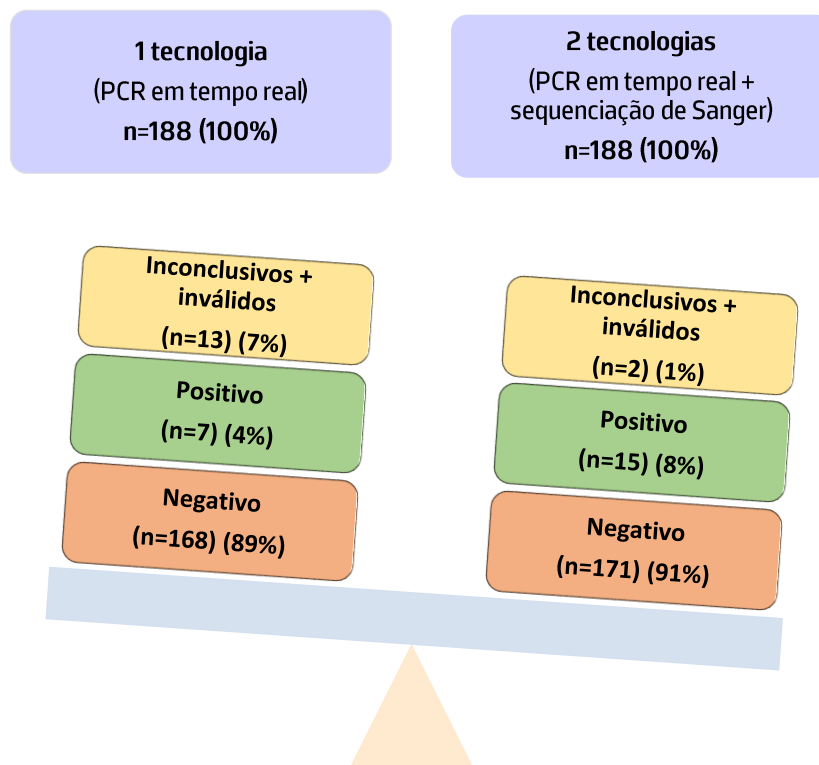 1 tecnologia
(PCR em tempo real)
n=188 (100%)
2 tecnologias
(PCR em tempo real +
sequenciação de Sanger)
n=188 (100%)
Inconclusivos +
inválidos
(n=13) (7%)
Positivo
(n=7) (4%)
Negativo
(n=168) (89%)
Inconclusivos +
inválidos
(n=2) (1%)
Positivo
(n=15) (8%)
Negativo
(n=171) (91%)